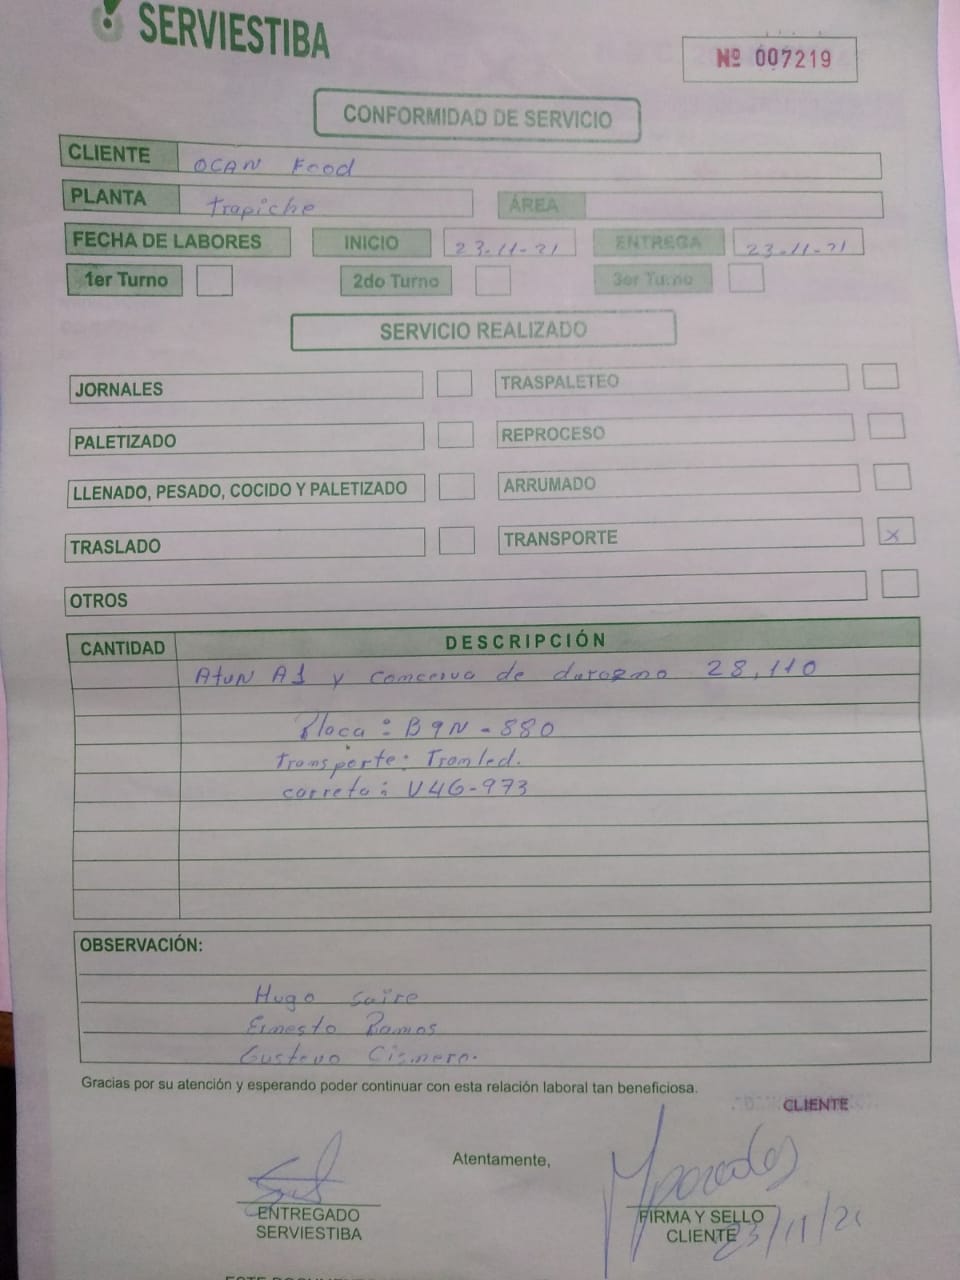 SERVIESTIBA
Nº 007219
CONFORMIDAD DE SERVICIO
CLIENTE OCAN Food
PLANTA Trapiche ÁREA
FECHA DE LABORES INICIO 23-11-21 ENTREGA 23-11-21
1er Turno 2do Turno 3er Turno
SERVICIO REALIZADO
JORNALES TRASPALETEO
PALETIZADO REPROCESO
LLENADO, PESADO, COCIDO Y PALETIZADO ARRUMADO
TRASLADO TRANSPORTE x
OTROS
CANTIDAD DESCRIPCIÓN
Atun A1 y concerva de durazno 28,110
Placa: B9N-880
Transporte: Tromled.
carreta: V4G-973
OBSERVACIÓN:
Hugo Saire
Ernesto Ramos
Gustavo Cisnero.
Gracias por su atención y esperando poder continuar con esta relación laboral tan beneficiosa.
CLIENTE
Atentamente,
ENTREGADO FIRMA Y SELLO
SERVIESTIBA CLIENTE
23/11/21